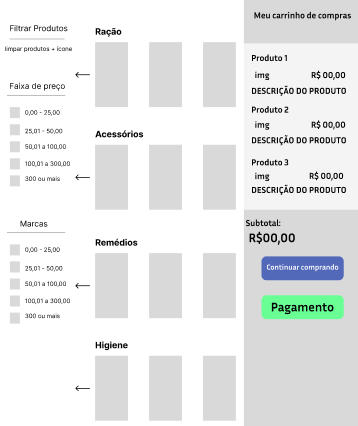 Filtrar Produtos
limpar produtos + ícone
Faixa de preço
0,00 - 25,00
25,01 - 50,00
50,01 a 100,00
100,01 a 300,00
300 ou mais
Marcas
0,00 - 25,00
25,01 - 50,00
50,01 a 100,00
100,01 a 300,00
300 ou mais
Ração
Acessórios
Remédios
Higiene
Meu carrinho de compras
Produto 1
img R$ 00,00
DESCRIÇÃO DO PRODUTO
Produto 2
img R$ 00,00
DESCRIÇÃO DO PRODUTO
Produto 3
img R$ 00,00
DESCRIÇÃO DO PRODUTO
Subtotal:
R$00,00
Continuar comprando
Pagamento